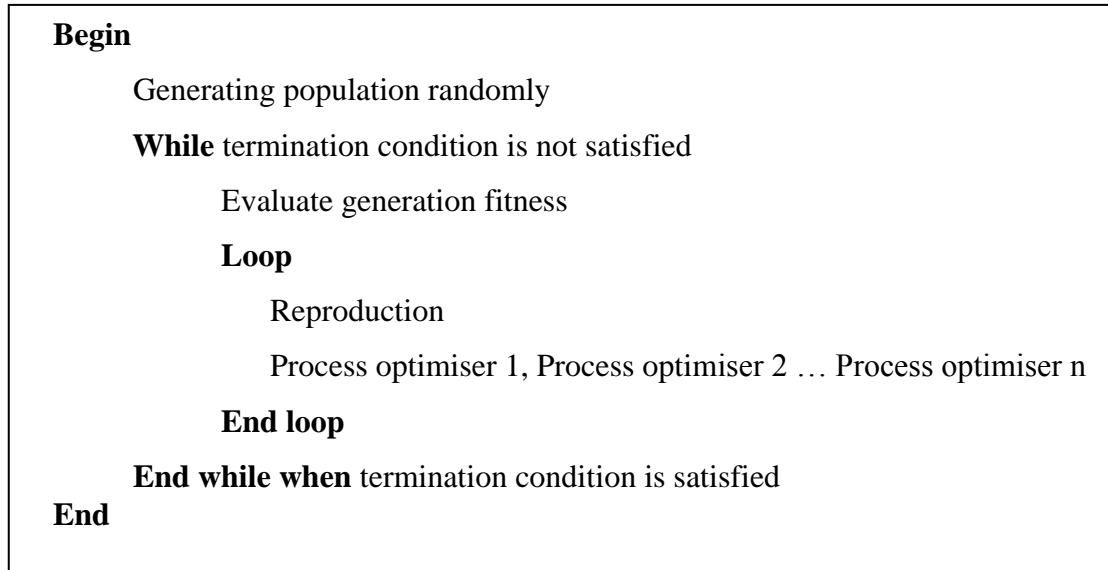 Begin
Generating population randomly
While termination condition is not satisfied
Evaluate generation fitness
Loop
Reproduction
Process optimiser 1, Process optimiser 2 … Process optimiser n
End loop
End while when termination condition is satisfied
End